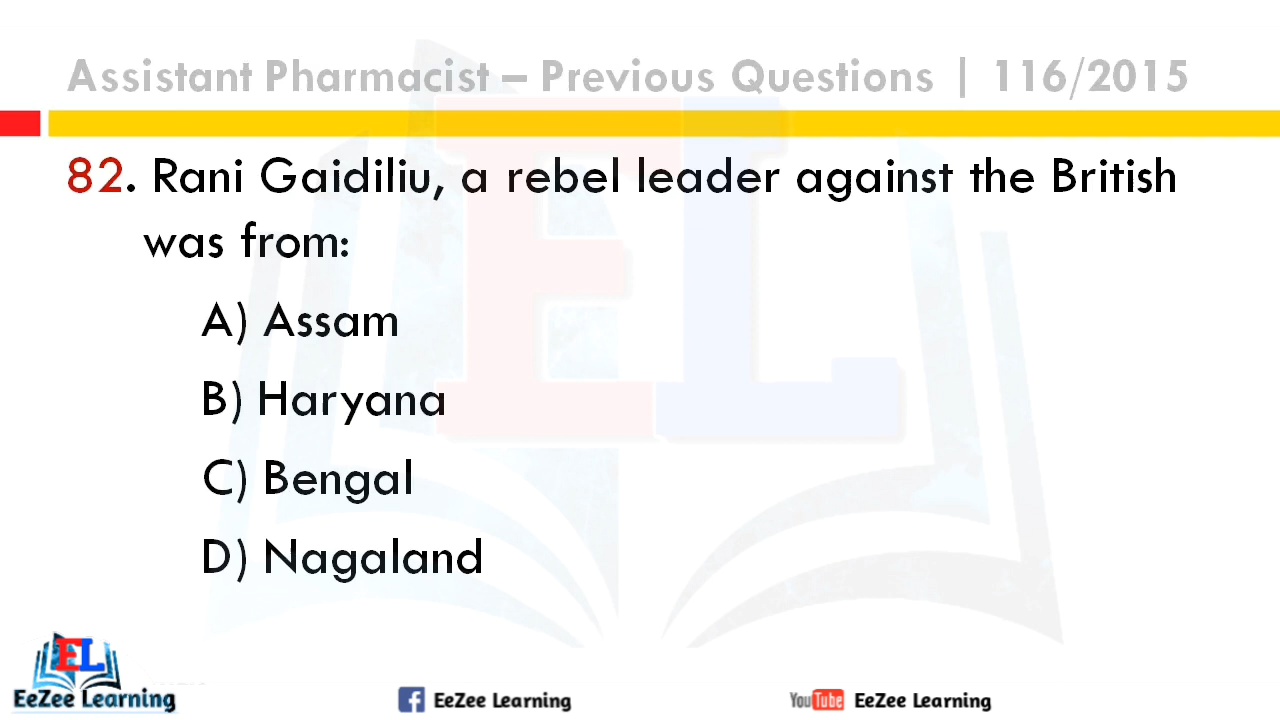 Assistant Pharmacist – Previous Questions | 116/2015
82. Rani Gaidiliu, a rebel leader against the British
was from:
A) Assam
B) Haryana
C) Bengal
D) Nagaland
EL
EL
EeZee Learning
f EeZee Learning
YouTube EeZee Learning